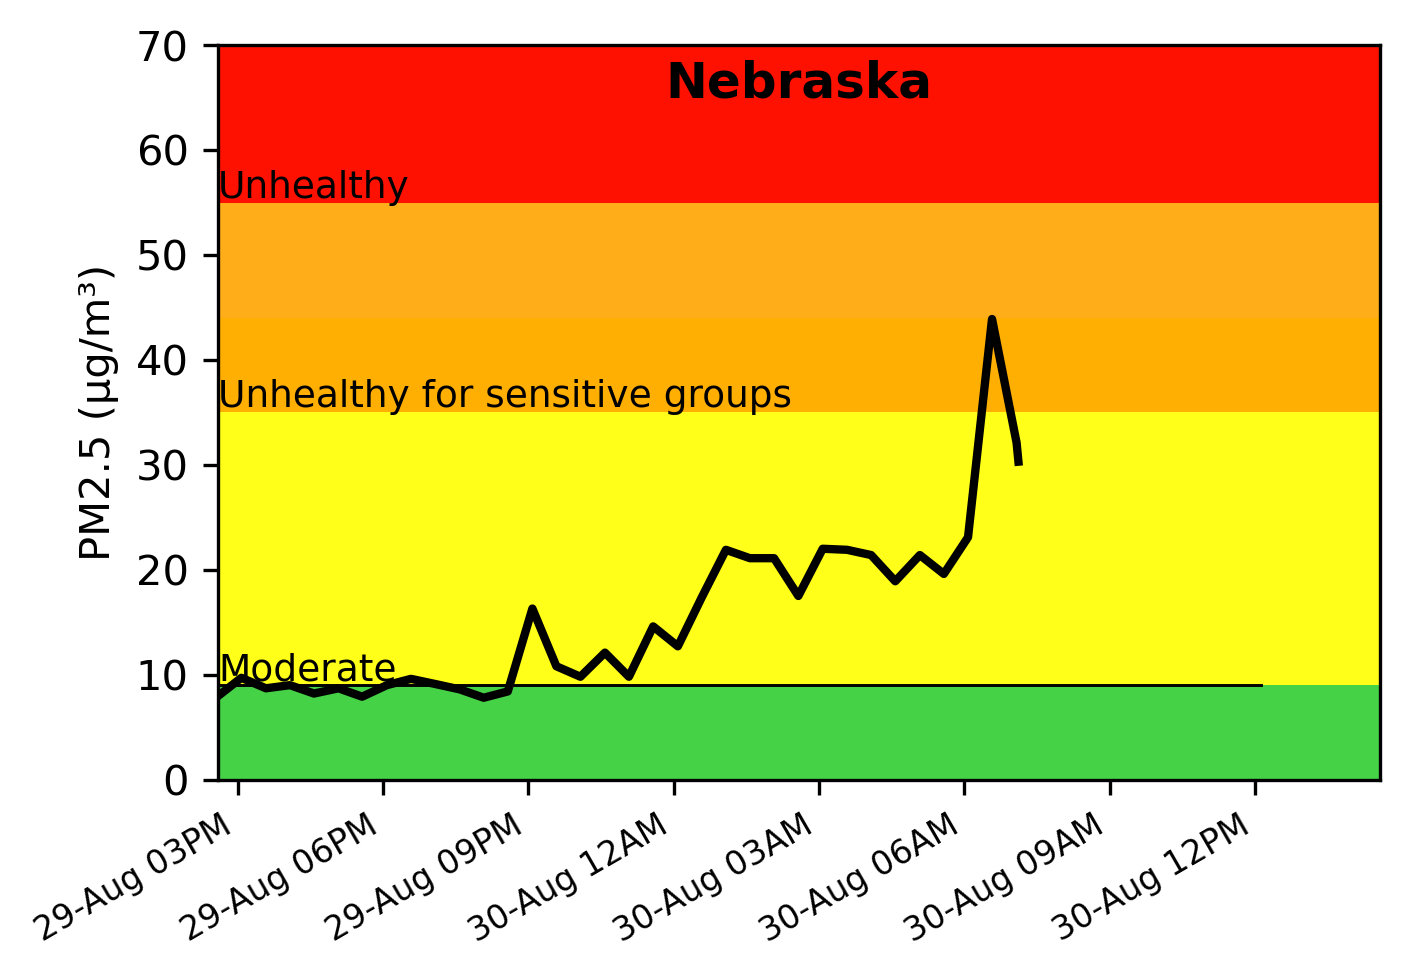 Nebraska
70
60
50
40
30
20
10
0
PM2.5 (µg/m³)
Unhealthy
Unhealthy for sensitive groups
Moderate
29-Aug 03PM
29-Aug 06PM
29-Aug 09PM
30-Aug 12AM
30-Aug 03AM
30-Aug 06AM
30-Aug 09AM
30-Aug 12PM